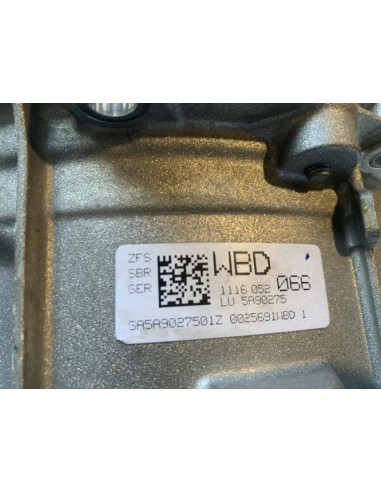 ZFS
SBR
GER
WBD
1116 052 066
LU 5A90275
GA5A9027501Z 0025691WBD 1